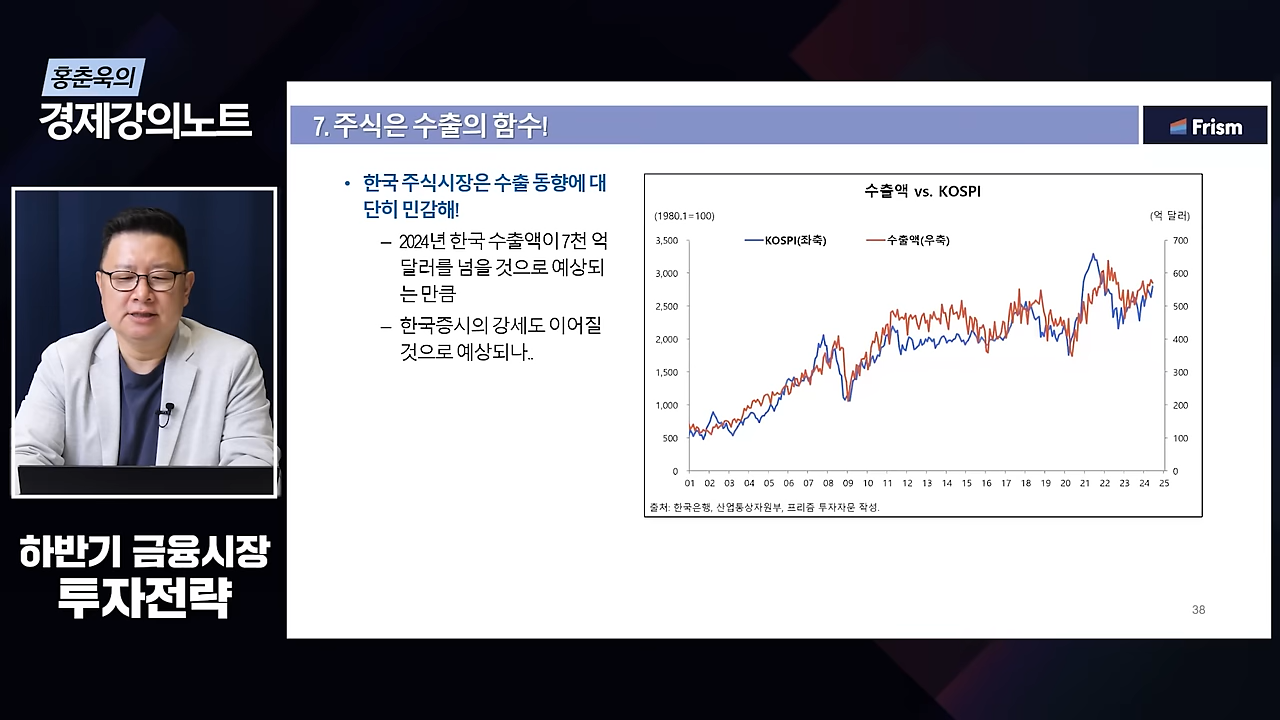 홍춘욱의
경제강의노트
하반기 금융시장
투자전략
7. 주식은 수출의 함수!
Frism
• 한국 주식시장은 수출 동향에 대
단히 민감해!
– 2024년 한국 수출액이 7천 억
달러를 넘을 것으로 예상되
는 만큼
– 한국증시의 강세도 이어질
것으로 예상되나..
수출액 vs. KOSPI
(1980.1=100) (억 달러)
KOSPI(좌축) 수출액(우축)
3,500 700
3,000 600
2,500 500
2,000 400
1,500 300
1,000 200
500 100
0 0
01 02 03 04 05 06 07 08 09 10 11 12 13 14 15 16 17 18 19 20 21 22 23 24 25
출처: 한국은행, 산업통상자원부, 프리즘 투자자문 작성.
38